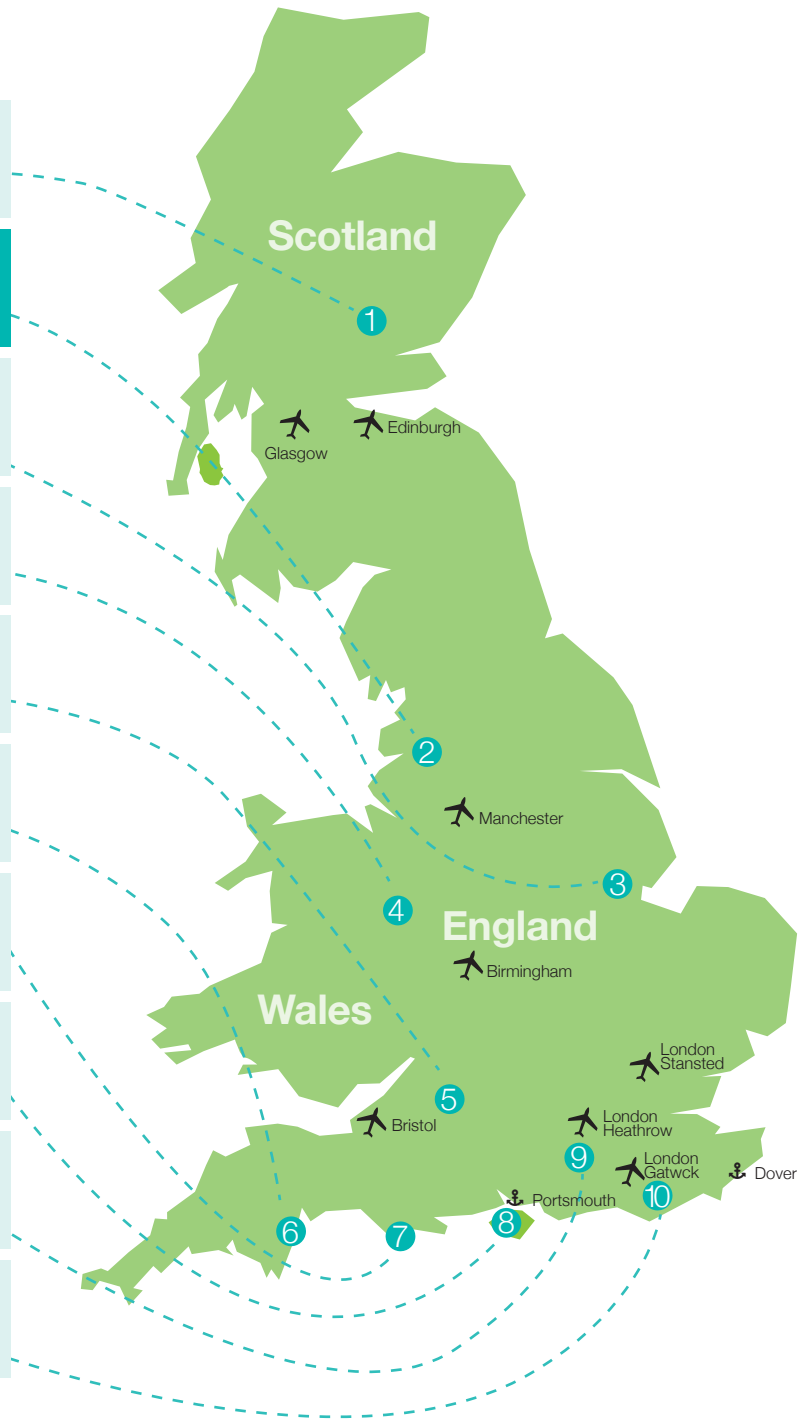 Scotland
1
Edinburgh
Glasgow
2
Manchester
3
4
England
Birmingham
Wales
London
Stansted
5
Bristol
London
Heathrow
9
London
Gatwck
Dover
10
Portsmouth
8
6
7